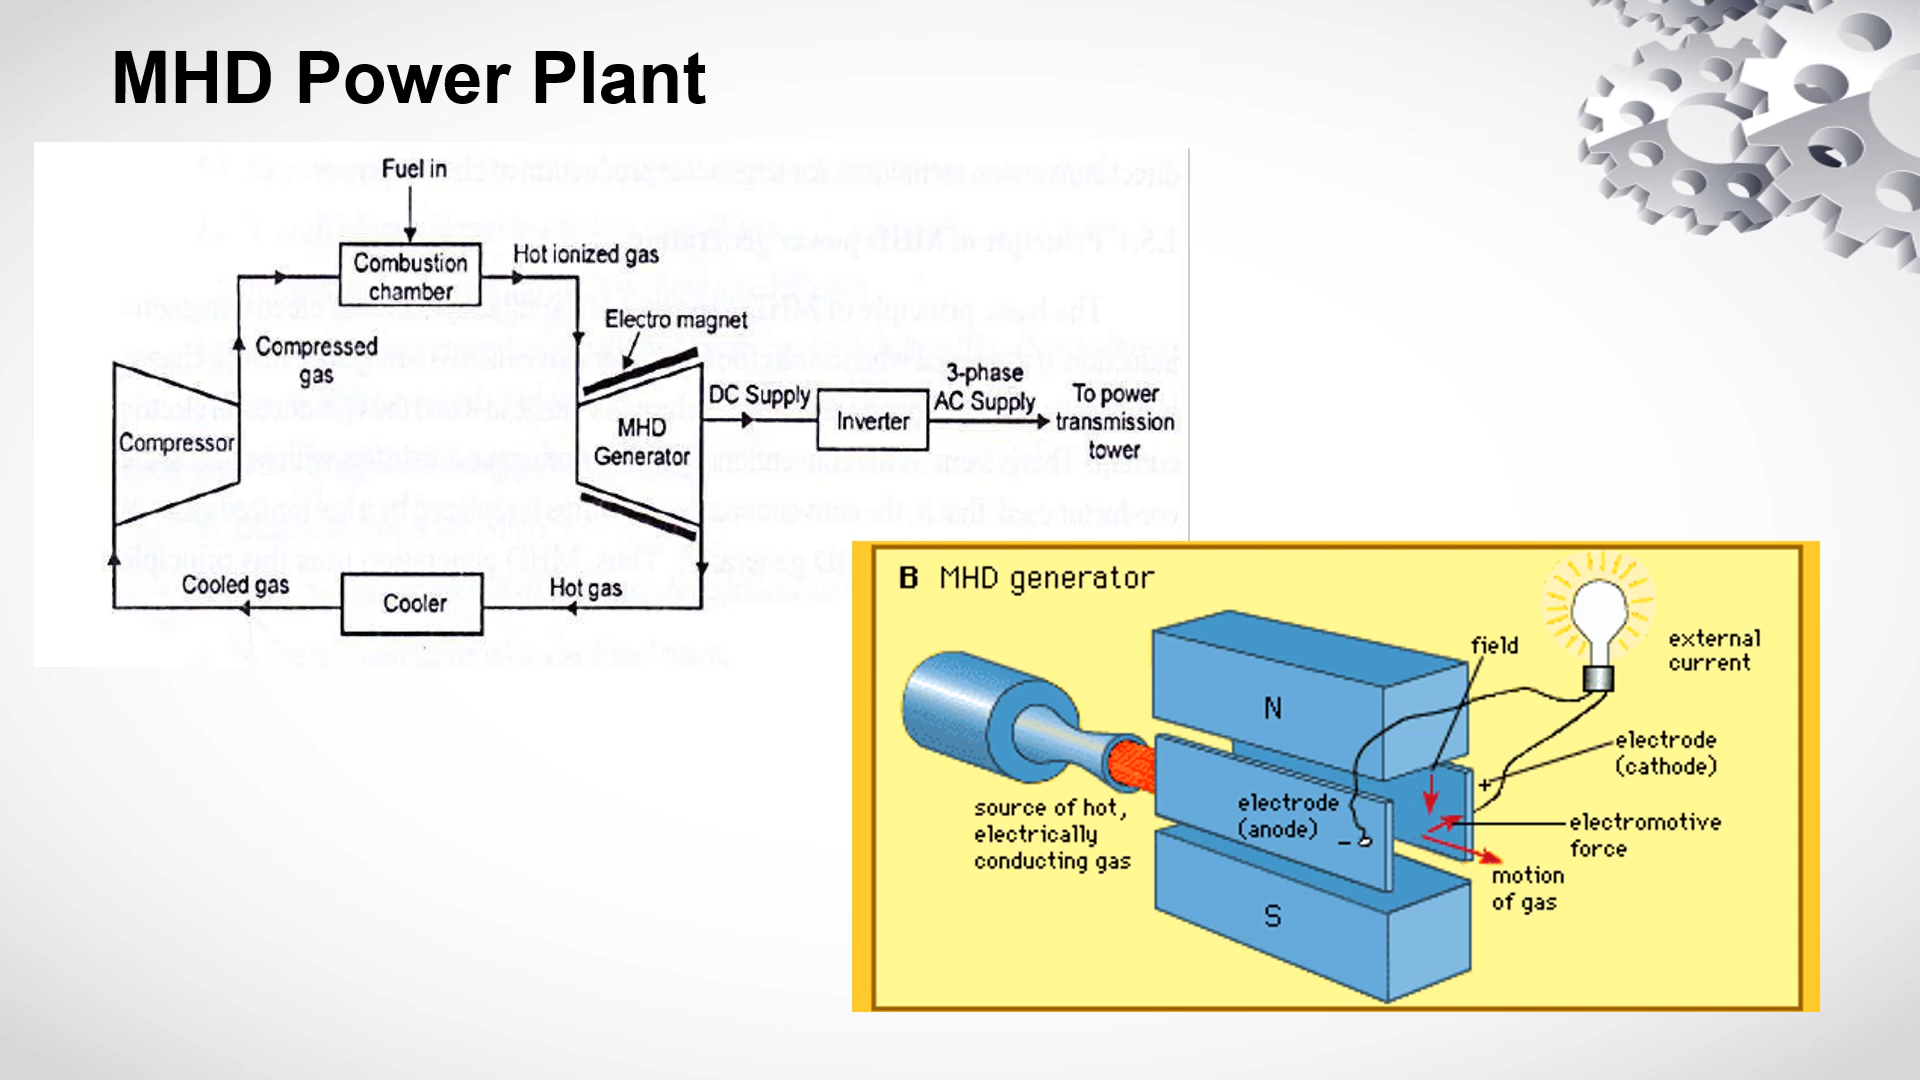 MHD Power Plant
Fuel in
Combustion
chamber
Hot ionized gas
Electro magnet
Compressed
gas
Compressor
MHD
Generator
DC Supply
Inverter
3-phase
AC Supply
To power
transmission
tower
Cooled gas
Cooler
Hot gas
B MHD generator
N
field
external
current
electrode
(cathode)
+
electrode
(anode)
–
source of hot,
electrically
conducting gas
electromotive
force
motion
of gas
S